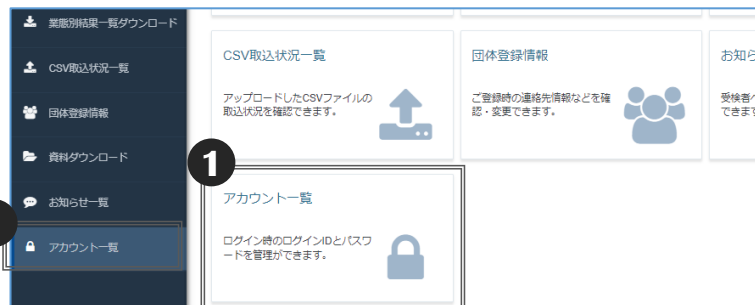 業態別結果一覧ダウンロード
CSV取込状況一覧
団体登録情報
資料ダウンロード
お知らせ一覧
アカウント一覧
CSV取込状況一覧
アップロードしたCSVファイルの
取込状況を確認できます。
団体登録情報
ご登録時の連絡先情報などを確
認・変更できます。
お知ら
受検者へ
できます
1
アカウント一覧
ログイン時のログインIDとパスワ
ードを管理ができます。